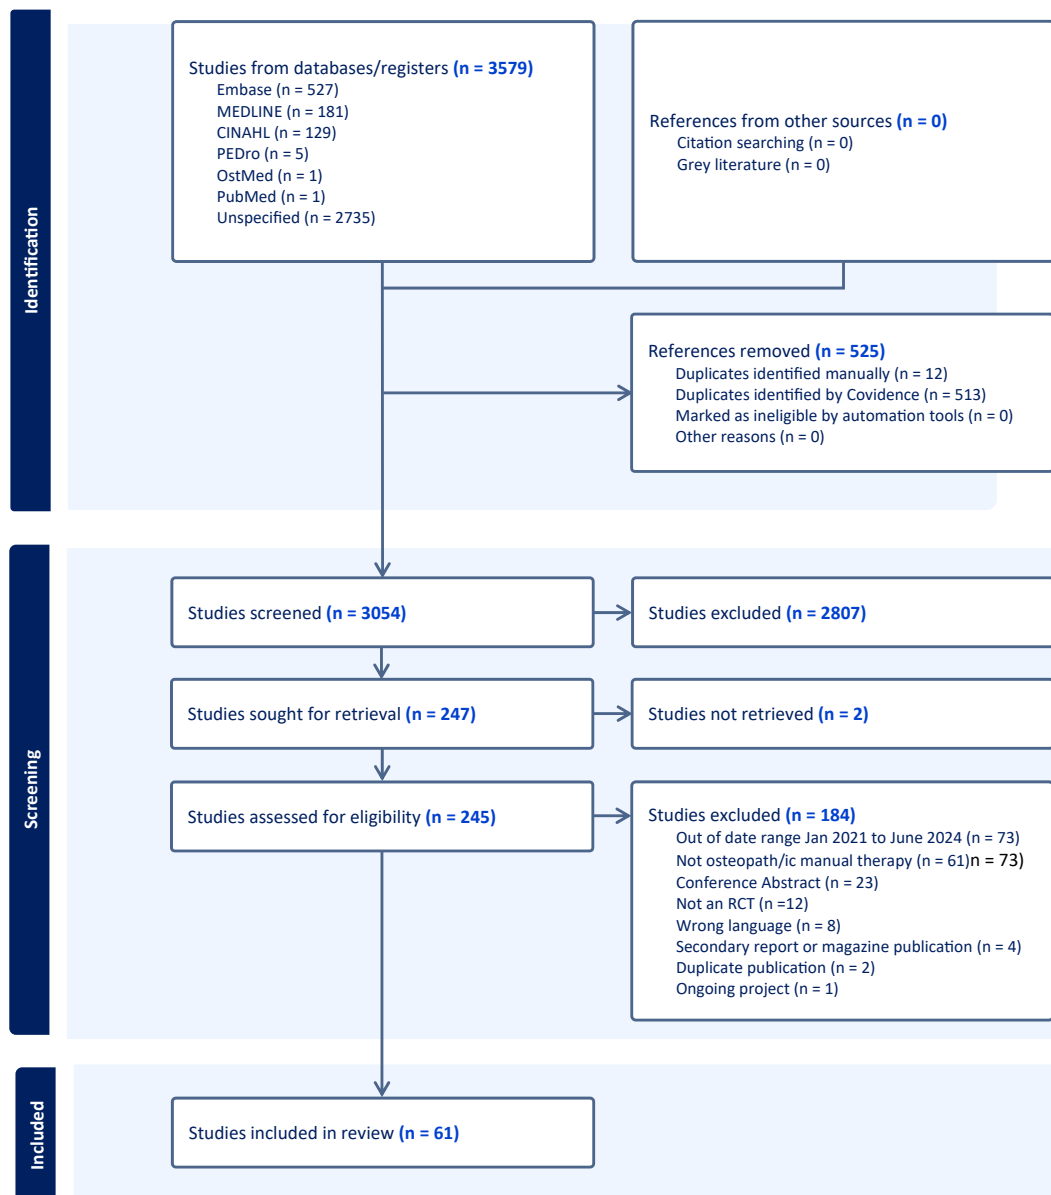 Identification
Studies from databases/registers (n = 3579)
Embase (n = 527)
MEDLINE (n = 181)
CINAHL (n = 129)
PEDro (n = 5)
OstMed (n = 1)
PubMed (n = 1)
Unspecified (n = 2735)
References from other sources (n = 0)
Citation searching (n = 0)
Grey literature (n = 0)
References removed (n = 525)
Duplicates identified manually (n = 12)
Duplicates identified by Covidence (n = 513)
Marked as ineligible by automation tools (n = 0)
Other reasons (n = 0)
Screening
Studies screened (n = 3054)
Studies excluded (n = 2807)
Studies sought for retrieval (n = 247)
Studies not retrieved (n = 2)
Studies assessed for eligibility (n = 245)
Studies excluded (n = 184)
Out of date range Jan 2021 to June 2024 (n = 73)
Not osteopath/ic manual therapy (n = 61)n = 73)
Conference Abstract (n = 23)
Not an RCT (n =12)
Wrong language (n = 8)
Secondary report or magazine publication (n = 4)
Duplicate publication (n = 2)
Ongoing project (n = 1)
Included
Studies included in review (n = 61)